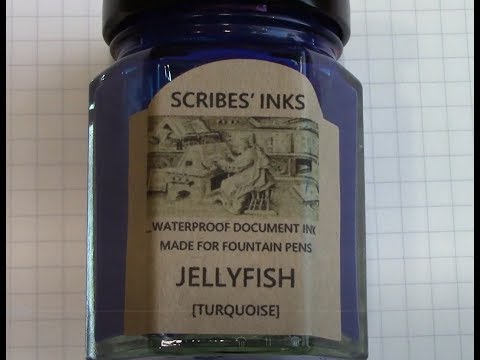 SCRIBES' INKS
WATERPROOF DOCUMENT INK
MADE FOR FOUNTAIN PENS
JELLYFISH
[TURQUOISE]